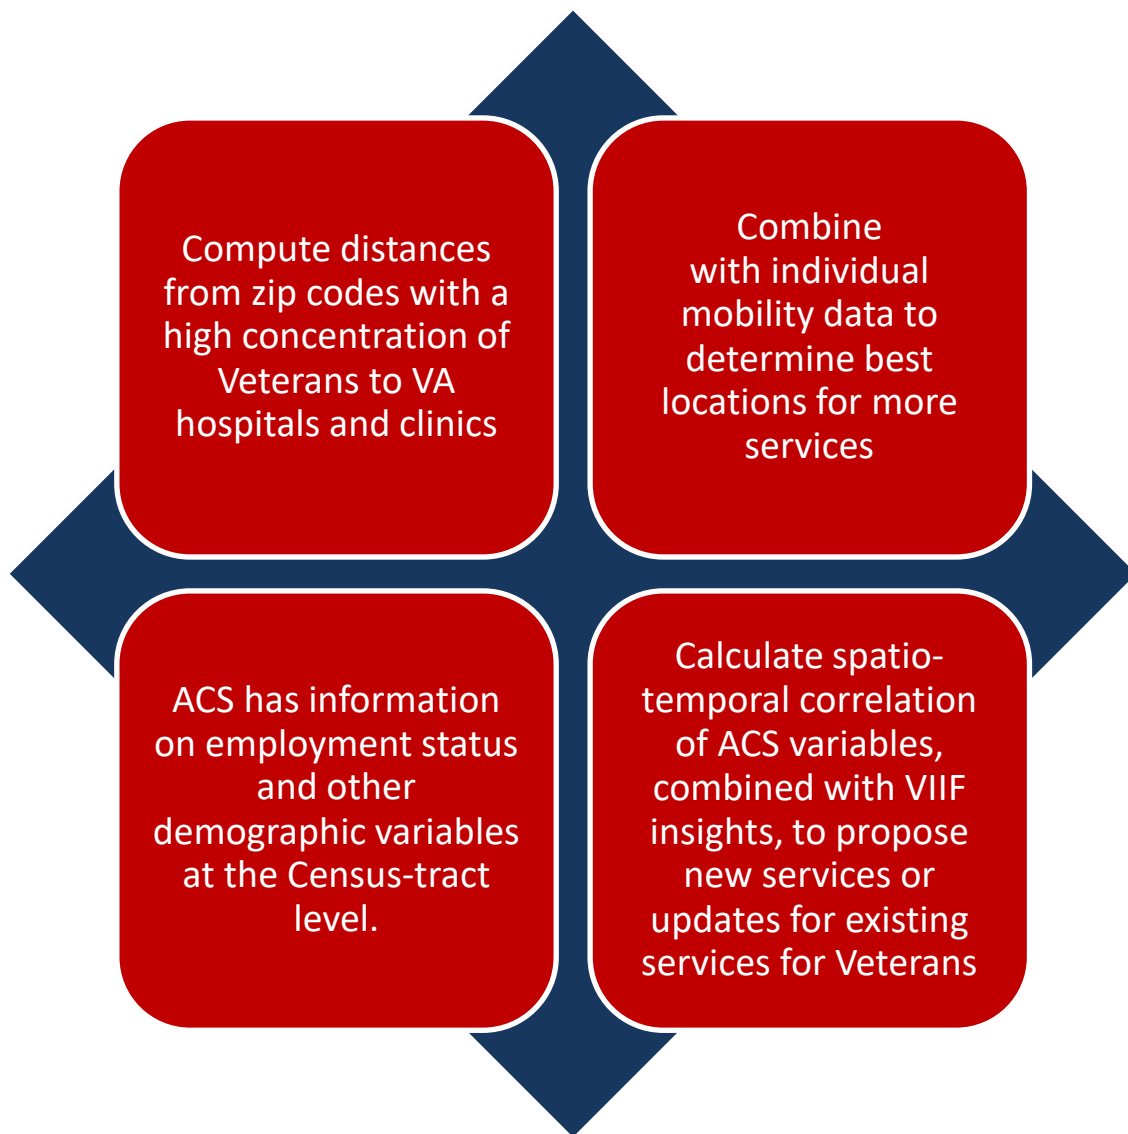 Compute distances
from zip codes with a
high concentration of
Veterans to VA
hospitals and clinics
Combine
with individual
mobility data to
determine best
locations for more
services
ACS has information
on employment status
and other
demographic variables
at the Census-tract
level.
Calculate spatio-
temporal correlation
of ACS variables,
combined with VIIF
insights, to propose
new services or
updates for existing
services for Veterans